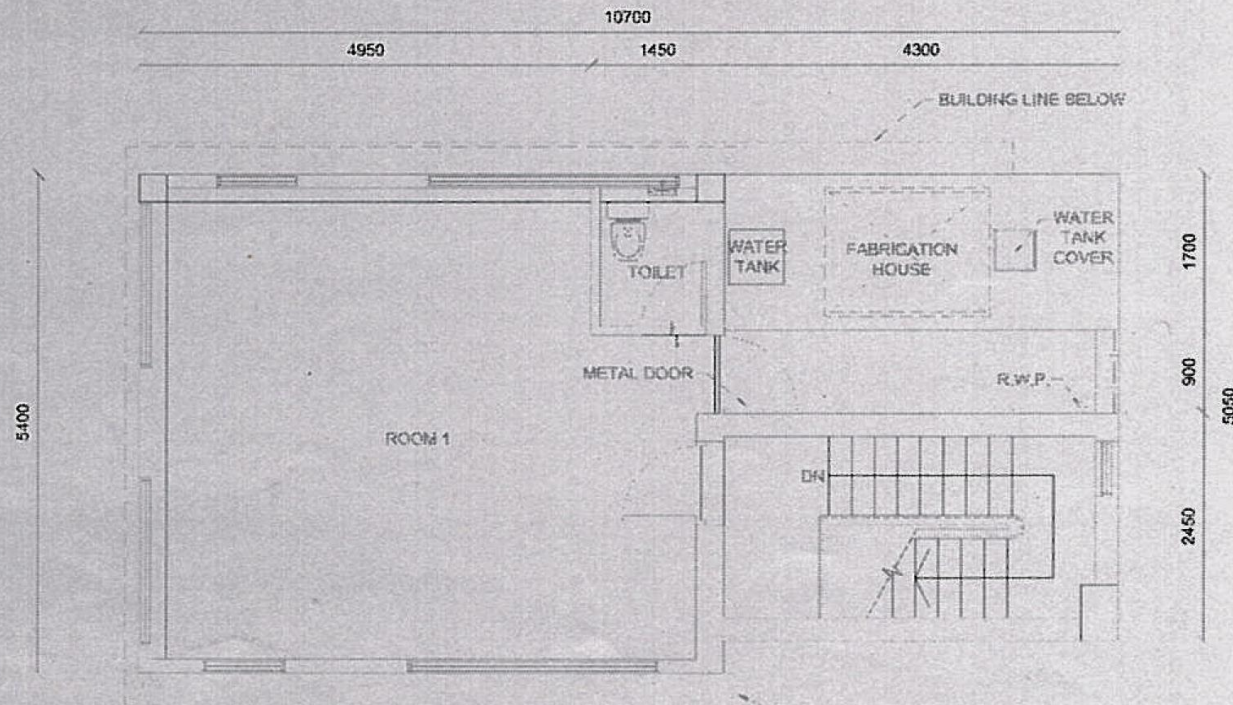 10700
4950
1450
4300
BUILDING LINE BELOW
WATER
TANK
COVER
WATER
TANK
FABRICATION
HOUSE
TOILET
1700
METAL DOOR
R.W.P.
900
5400
5050
ROOM 1
DN
2450